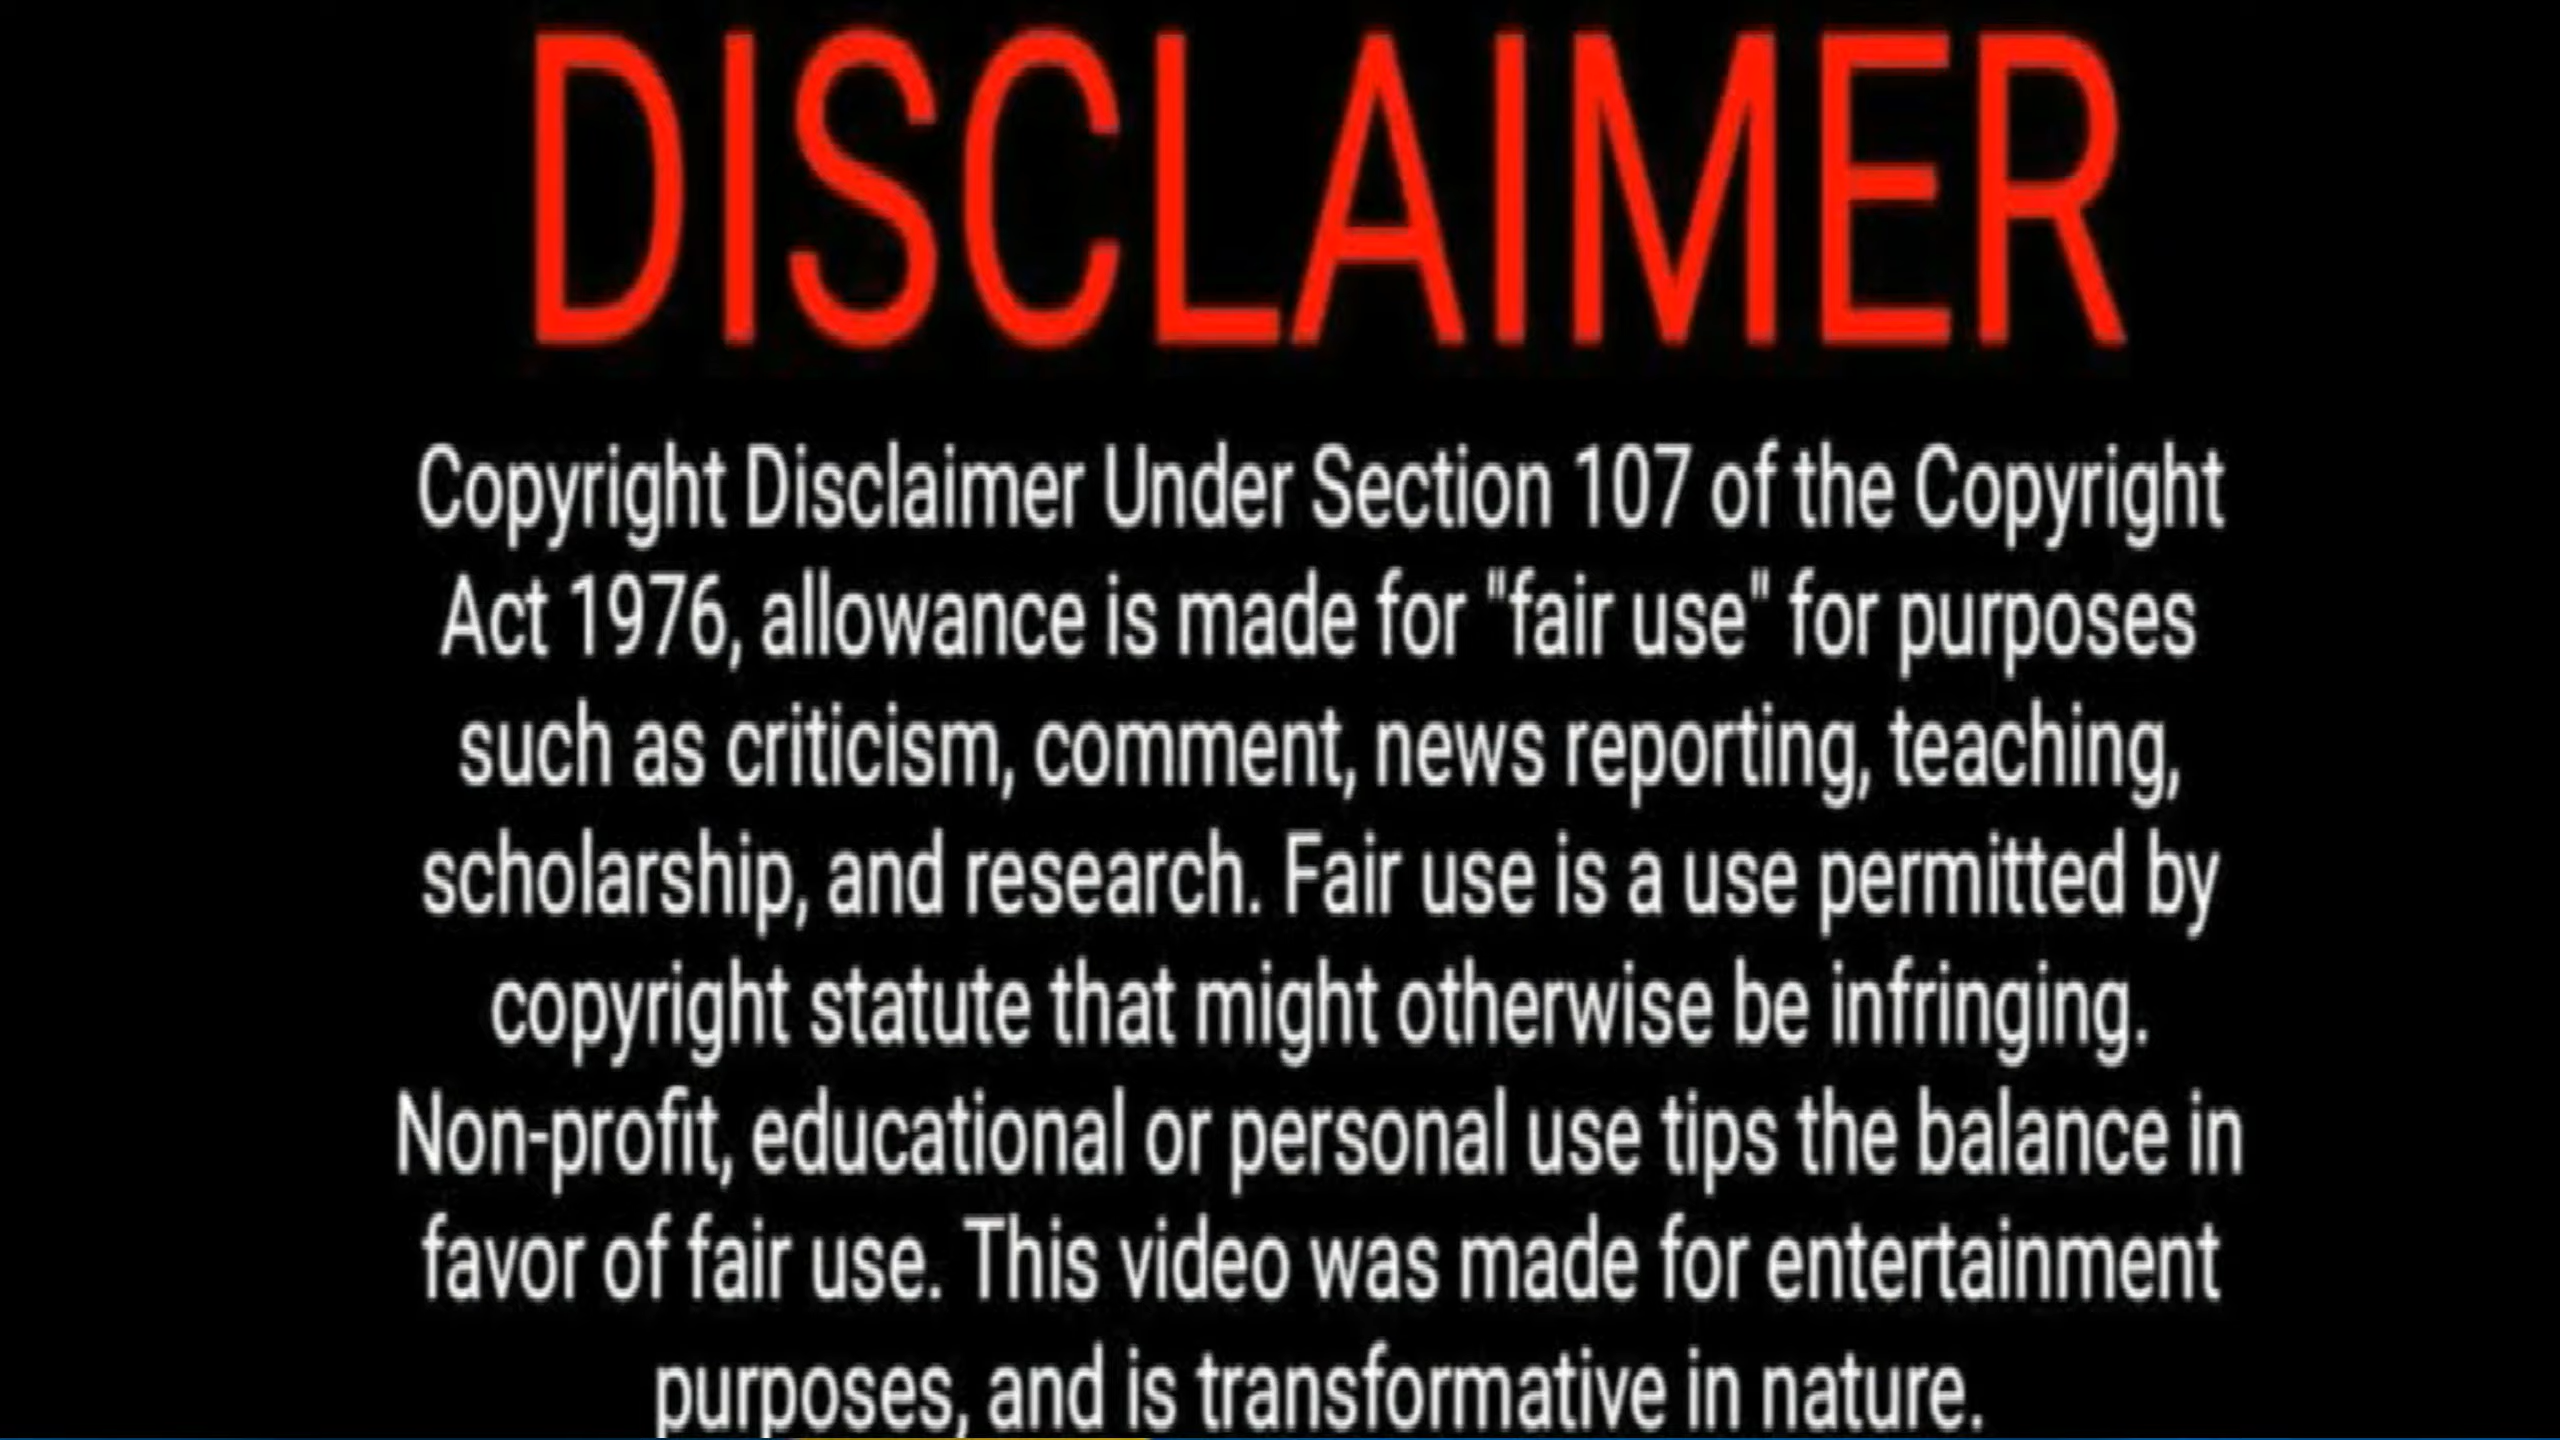 DISCLAIMER
Copyright Disclaimer Under Section 107 of the Copyright
Act 1976, allowance is made for "fair use" for purposes
such as criticism, comment, news reporting, teaching,
scholarship, and research. Fair use is a use permitted by
copyright statute that might otherwise be infringing.
Non-profit, educational or personal use tips the balance in
favor of fair use. This video was made for entertainment
purposes, and is transformative in nature.